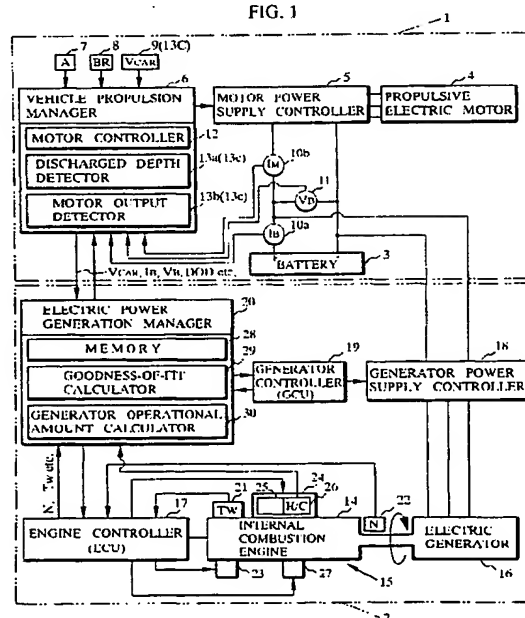 FIG. 1
1
7
8
9(13C)
A
BR
VCAR
6
5
4
VEHICLE PROPULSION
MANAGER
MOTOR POWER
SUPPLY CONTROLLER
PROPULSIVE
ELECTRIC MOTOR
MOTOR CONTROLLER
12
DISCHARGED DEPTH
DETECTOR
13a(13c)
MOTOR OUTPUT
DETECTOR
13b(13c)
IM
10b
11
VB
IB
10a
3
BATTERY
VCAR, IB, VB, DOD etc.
20
ELECTRIC POWER
GENERATION MANAGER
28
MEMORY
29
GOODNESS-OF-FIT
CALCULATOR
30
GENERATOR OPERATIONAL
AMOUNT CALCULATOR
19
GENERATOR
CONTROLLER
(GCU)
18
GENERATOR POWER
SUPPLY CONTROLLER
N, Tw etc.
17
ENGINE CONTROLLER
(ECU)
21
TW
24
25
26
H/C
14
INTERNAL
COMBUSTION
ENGINE
22
N
ELECTRIC
GENERATOR
16
23
27
15
2